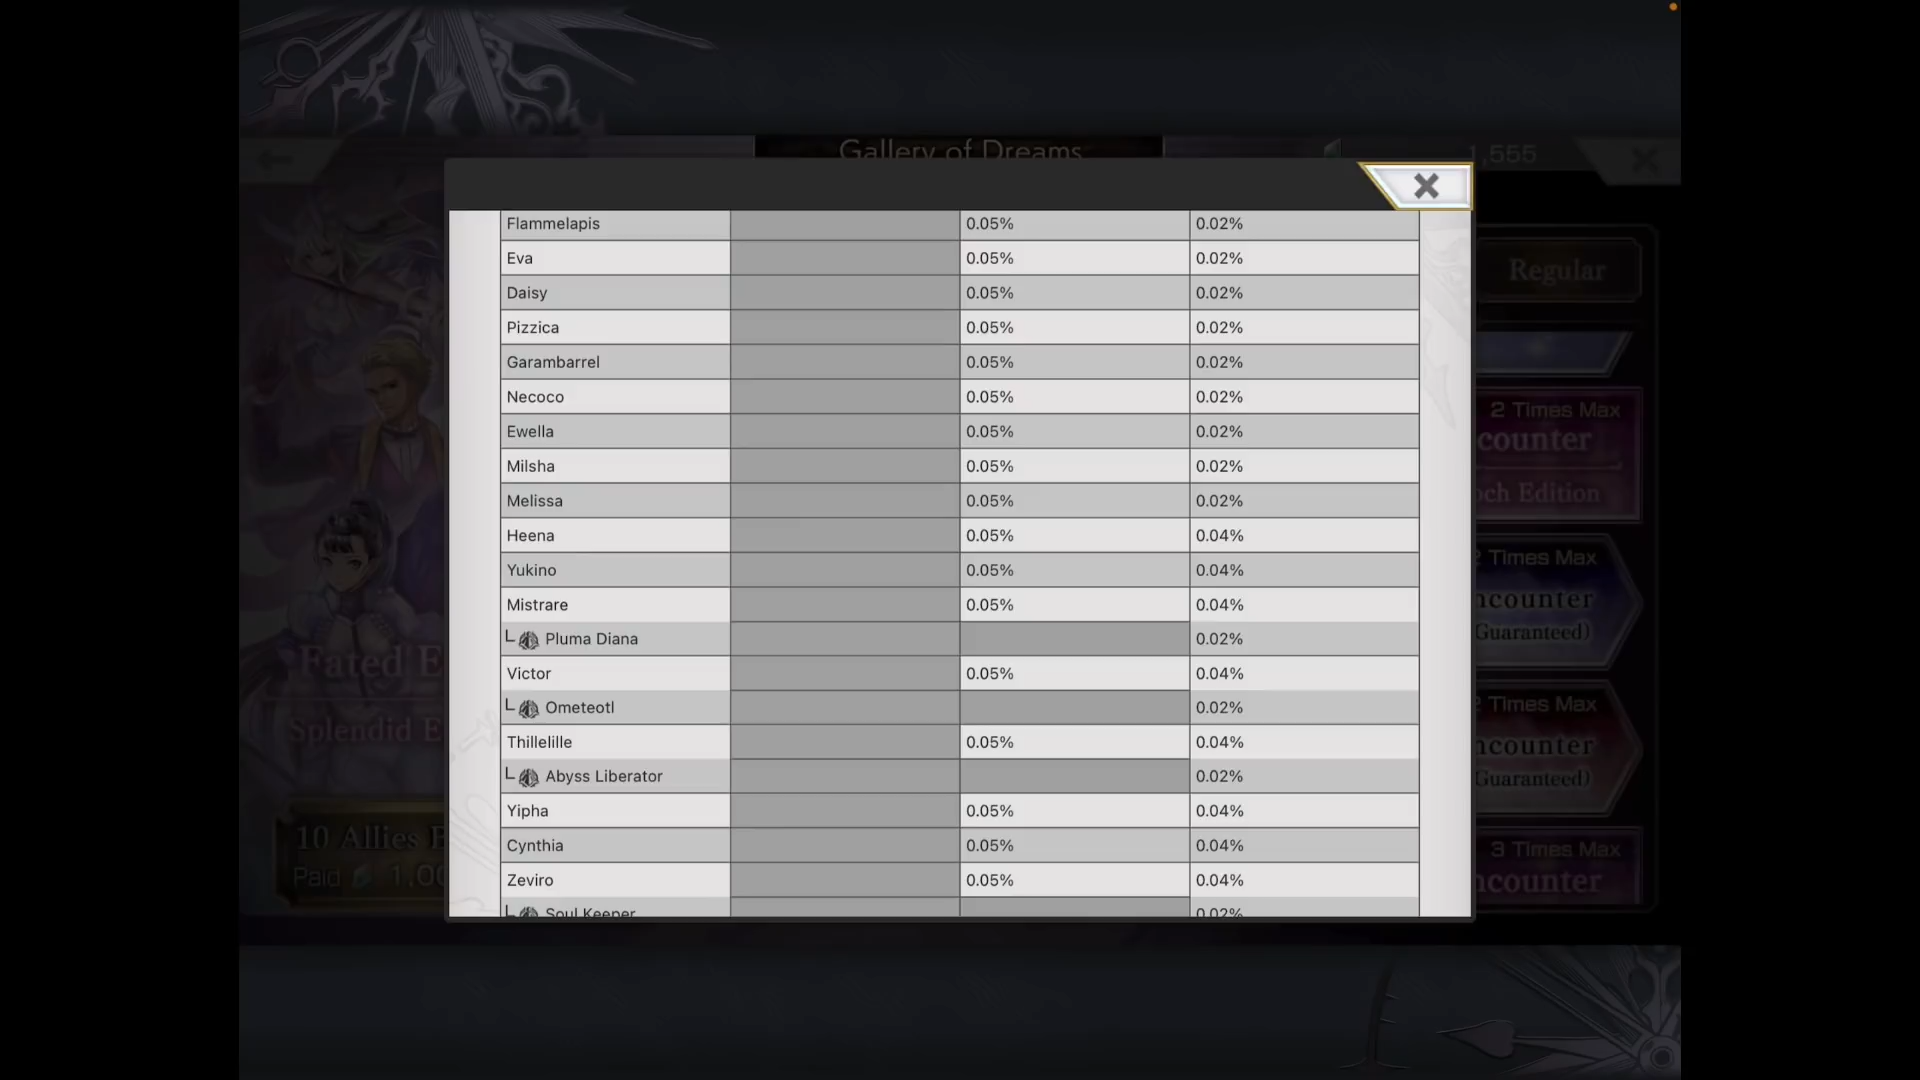 Gallery of Dreams
1,555
Flammelapis 0.05% 0.02%
Eva 0.05% 0.02%
Daisy 0.05% 0.02%
Pizzica 0.05% 0.02%
Garambarrel 0.05% 0.02%
Necoco 0.05% 0.02%
Ewella 0.05% 0.02%
Milsha 0.05% 0.02%
Melissa 0.05% 0.02%
Heena 0.05% 0.04%
Yukino 0.05% 0.04%
Mistrare 0.05% 0.04%
Pluma Diana 0.02%
Victor 0.05% 0.04%
Ometeotl 0.02%
Thillelille 0.05% 0.04%
Abyss Liberator 0.02%
Yipha 0.05% 0.04%
Cynthia 0.05% 0.04%
Zeviro 0.05% 0.04%
Soul Keeper 0.02%
Fated E
Splendid E
10 Allies E
Paid 1,00
Regular
2 Times Max
counter
och Edition
2 Times Max
ncounter
Guaranteed)
2 Times Max
ncounter
Guaranteed)
3 Times Max
ncounter